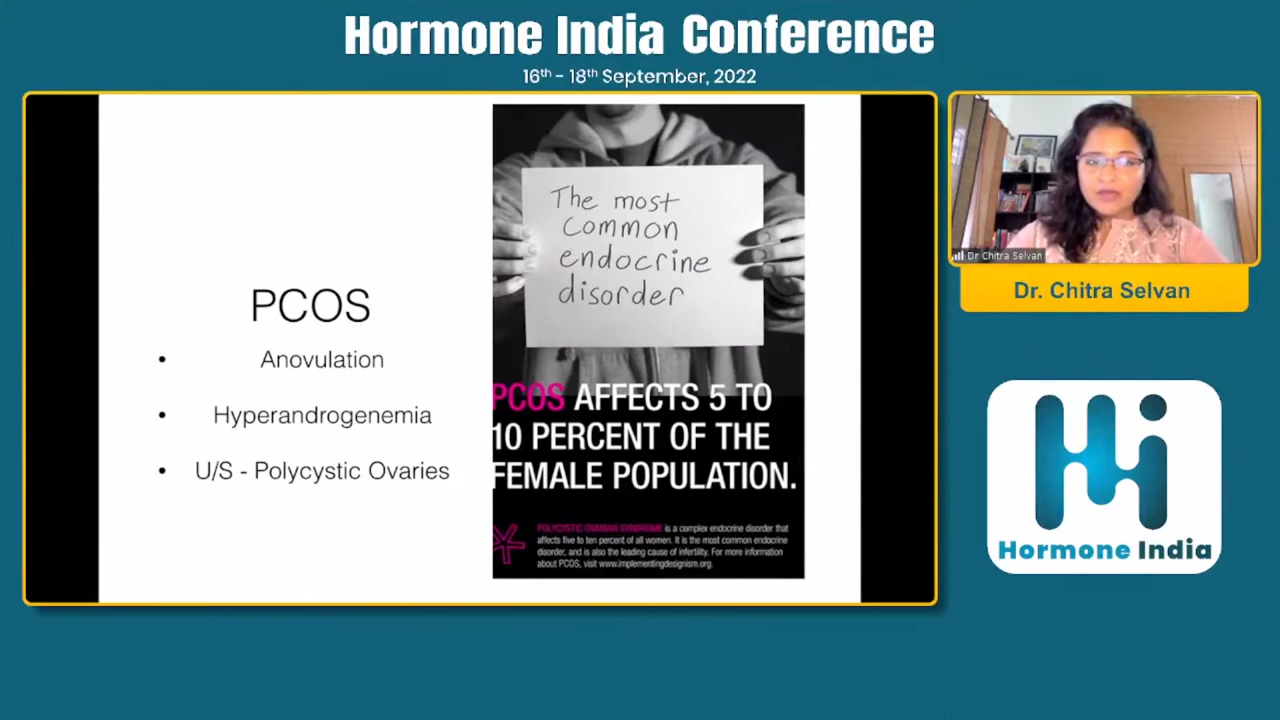 Hormone India Conference
16th - 18th September, 2022
PCOS
• Anovulation
• Hyperandrogenemia
• U/S - Polycystic Ovaries
The most
common
endocrine
disorder
PCOS AFFECTS 5 TO
10 PERCENT OF THE
FEMALE POPULATION.
POLYCYSTIC OVARIAN SYNDROME is a complex endocrine disorder that
affects five to ten percent of all women. It is the most common endocrine
disorder, and is also the leading cause of infertility. For more information
about PCOS, visit www.implementingdesignism.org.
Dr Chitra Selvan
Dr. Chitra Selvan
Hi
Hormone India